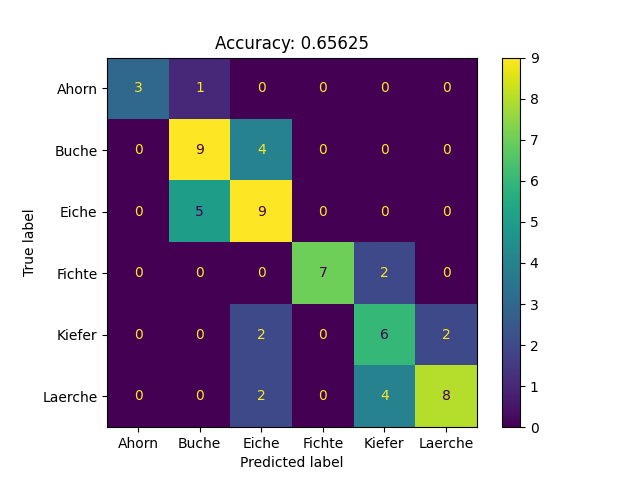 Accuracy: 0.65625
True label
Ahorn 3 1 0 0 0 0
Buche 0 9 4 0 0 0
Eiche 0 5 9 0 0 0
Fichte 0 0 0 7 2 0
Kiefer 0 0 2 0 6 2
Laerche 0 0 2 0 4 8
Ahorn Buche Eiche Fichte Kiefer Laerche
Predicted label
9
8
7
6
5
4
3
2
1
0